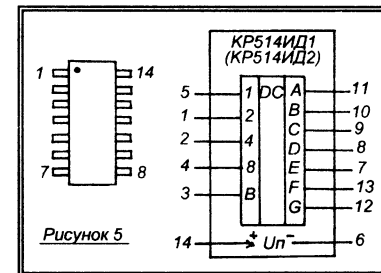 КР514ИД1
(КР514ИД2)
1 14
7 8
5 1 DC A 11
1 2 B 10
2 4 C 9
4 8 D 8
3 B E 7
F 13
G 12
14 + Uп - 6
Рисунок 5